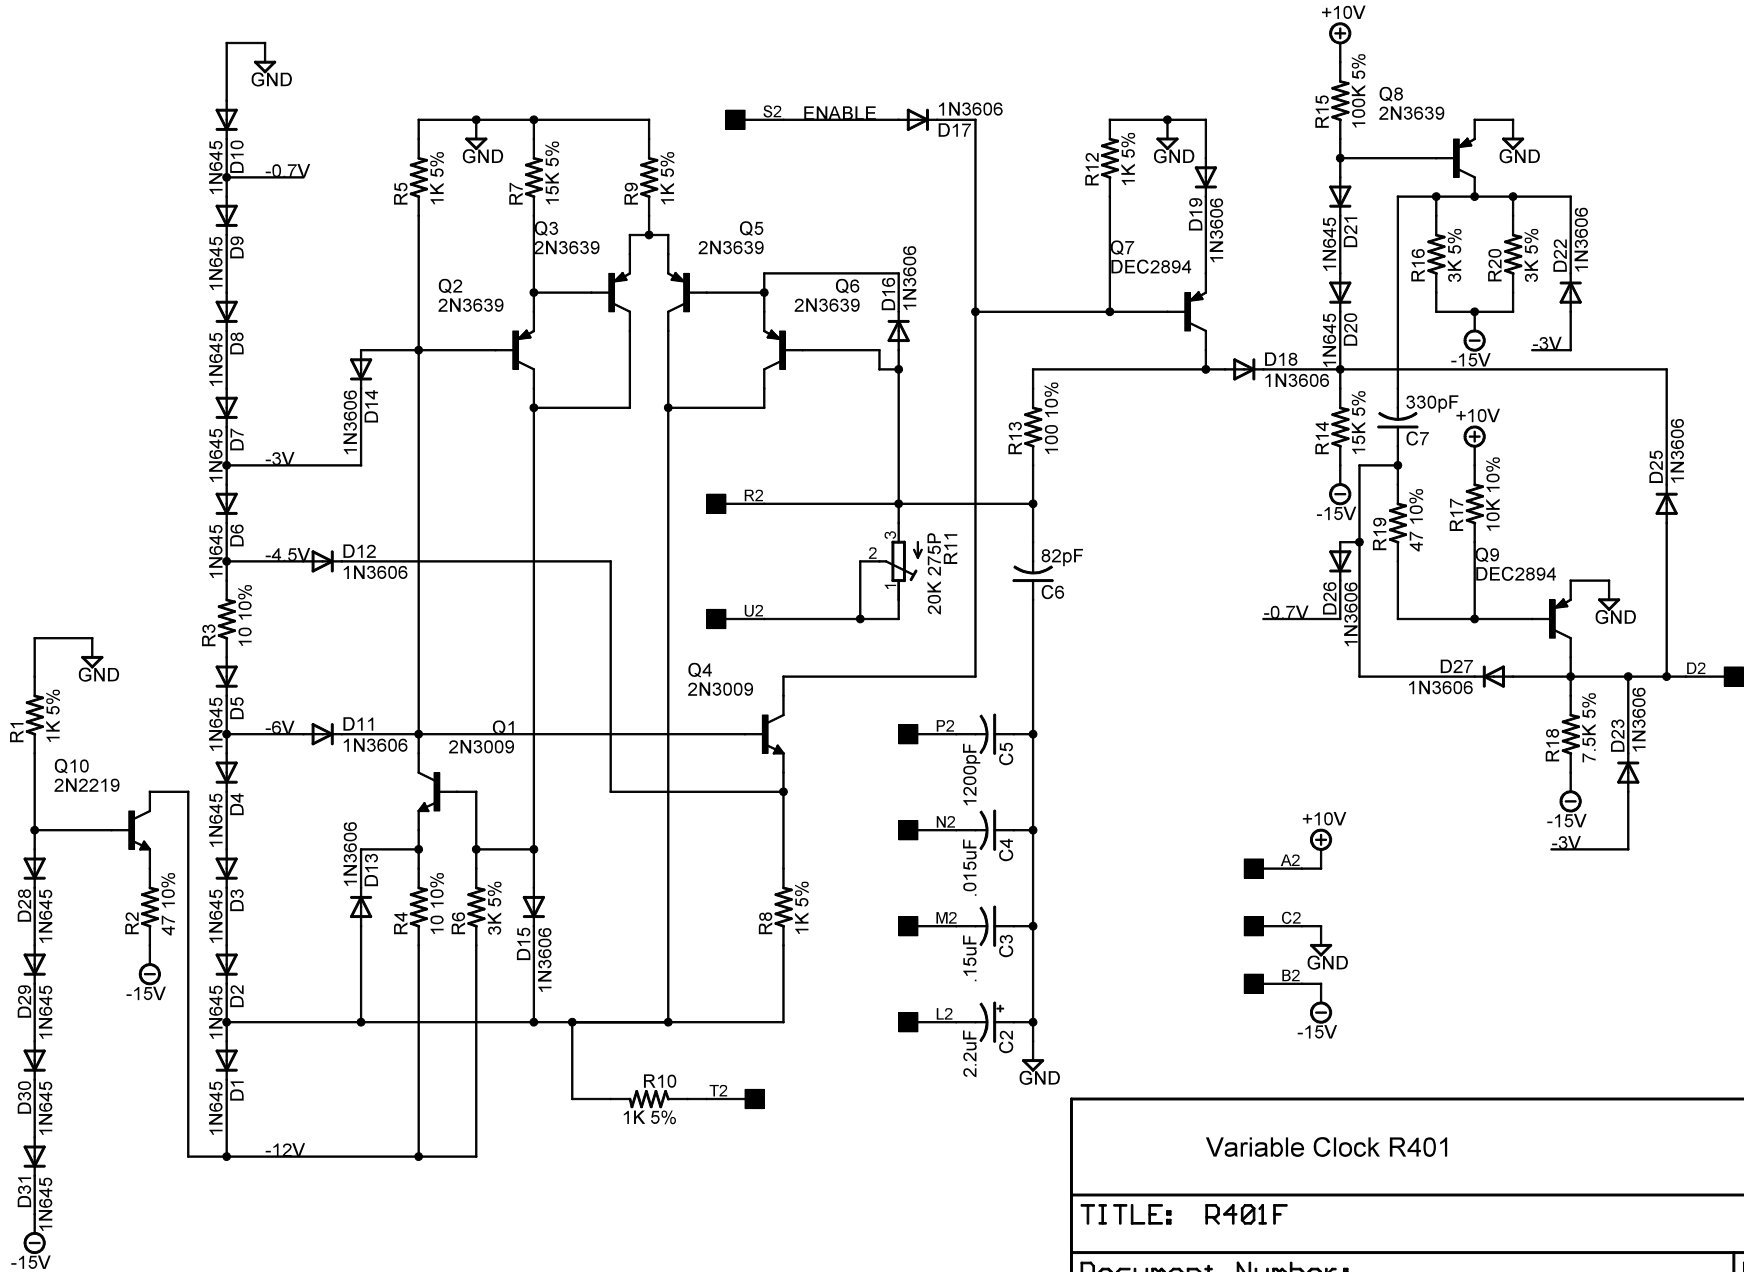 +10V
GND
1N645
D10
-0.7V
1N645
D9
1N645
D8
1N645
D7
-3V
1N645
D6
-4.5V
R3
10 10%
1N645
D5
-6V
1N645
D4
1N645
D3
1N645
D2
1N645
D1
-12V
GND
R1
1K 5%
Q10
2N2219
R2
47 10%
-15V
D28
1N645
D29
1N645
D30
1N645
D31
1N645
-15V
GND
R5
1K 5%
R7
15K 5%
R9
1K 5%
Q3
2N3639
Q5
2N3639
Q2
2N3639
Q6
2N3639
D16
1N3606
1N3606
D14
D12
1N3606
D11
1N3606
Q1
2N3009
Q4
2N3009
1N3606
D13
R4
10 10%
R6
3K 5%
D15
1N3606
R8
1K 5%
R10
1K 5%
T2
S2 ENABLE
1N3606
D17
R2
U2
3
2
1
20K 275P
R11
R13
100 10%
82pF
C6
P2
1200pF
C5
N2
.015uF
C4
M2
.15uF
C3
L2
2.2uF
C2
+
GND
R12
1K 5%
GND
D19
1N3606
Q7
DEC2894
D18
1N3606
R15
100K 5%
Q8
2N3639
GND
1N645
D21
1N645
D20
R16
3K 5%
R20
3K 5%
D22
1N3606
-15V
-3V
R14
15K 5%
-15V
330pF
C7
+10V
R19
47 10%
R17
10K 10%
D25
1N3606
Q9
DEC2894
GND
-0.7V
D26
1N3606
D27
1N3606
D2
R18
7.5K 5%
D23
1N3606
-15V
-3V
+10V
A2
C2
GND
B2
-15V
Variable Clock R401
TITLE: R401F
Document Number: